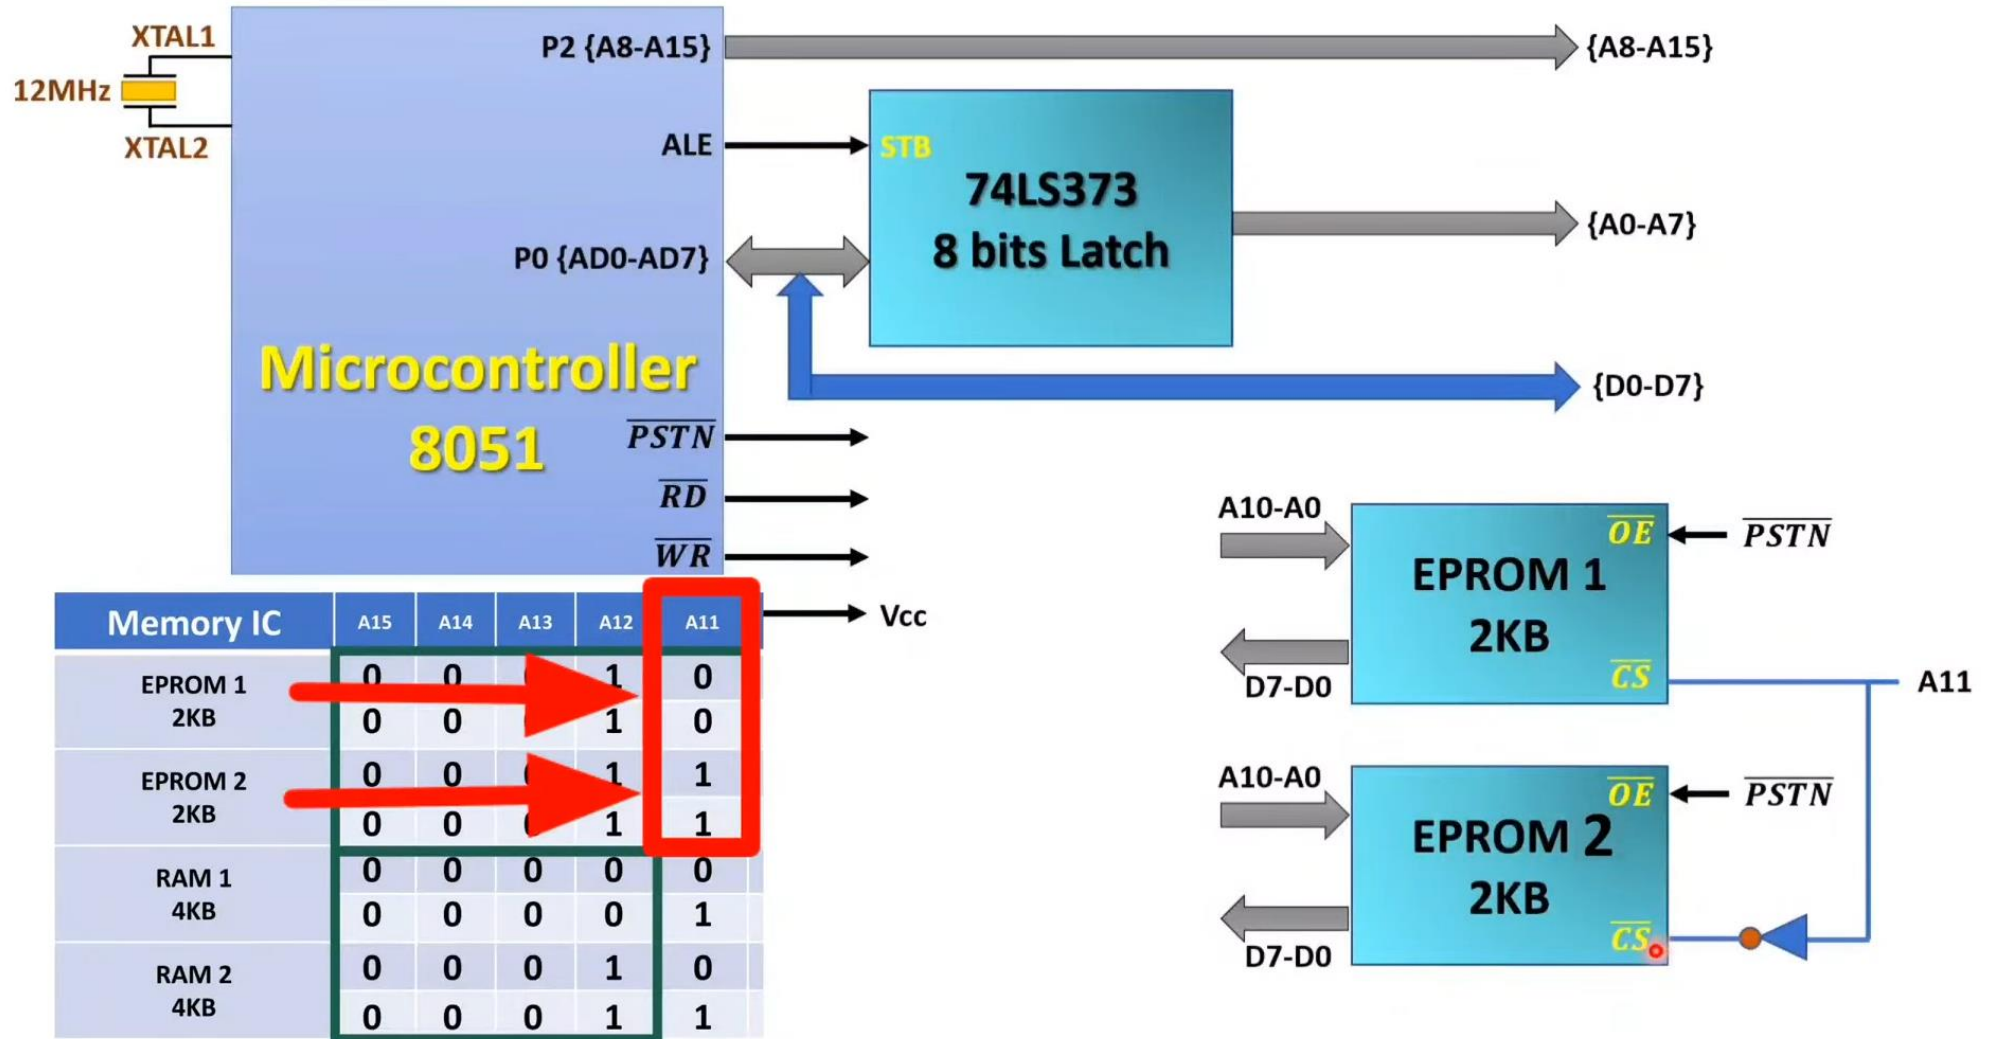 XTAL1
12MHz
XTAL2
P2 {A8-A15}
ALE
P0 {AD0-AD7}
Microcontroller
8051
PSTN
RD
WR
{A8-A15}
STB
74LS373
8 bits Latch
{A0-A7}
{D0-D7}
Vcc
A10-A0
D7-D0
EPROM 1
2KB
OE
CS
PSTN
A11
A10-A0
D7-D0
EPROM 2
2KB
OE
CS
PSTN
Memory IC A15 A14 A13 A12 A11
EPROM 1
2KB
0 0 1 0
0 0 1 0
EPROM 2
2KB
0 0 1 1
0 0 1 1
RAM 1
4KB
0 0 0 0 0
0 0 0 0 1
RAM 2
4KB
0 0 0 1 0
0 0 0 1 1